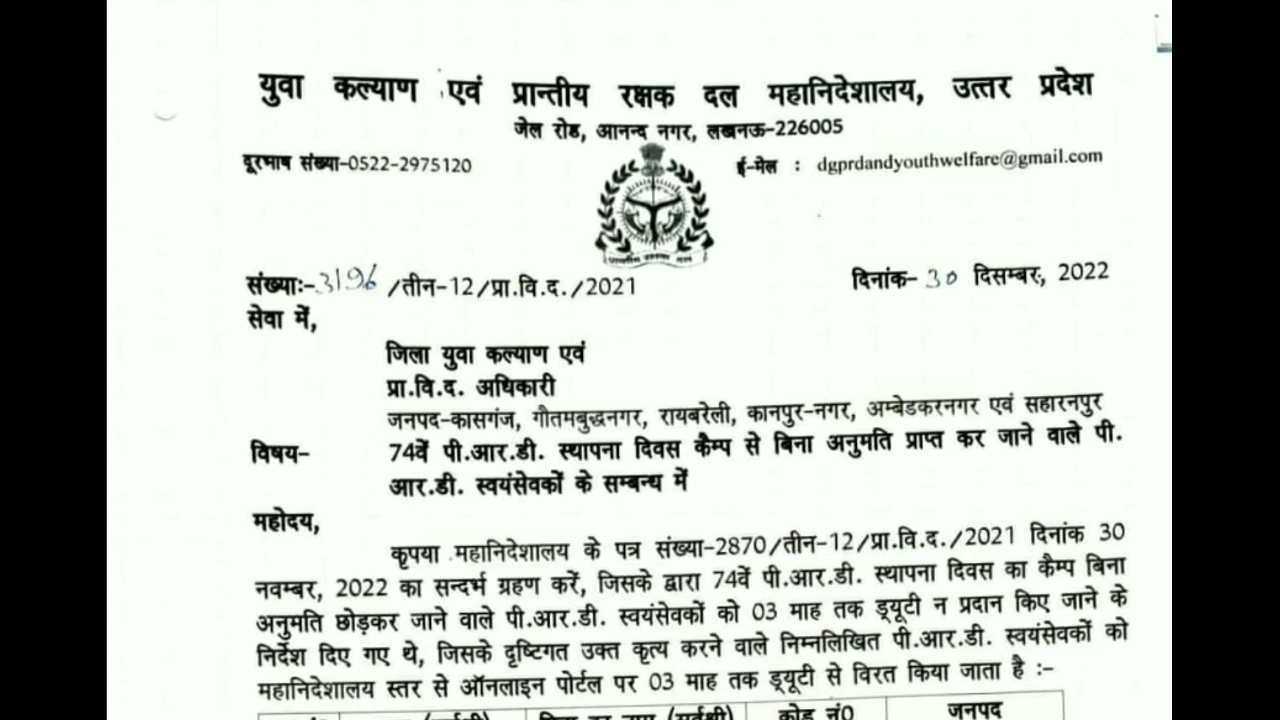 युवा कल्याण एवं प्रान्तीय रक्षक दल महानिदेशालय, उत्तर प्रदेश
जेल रोड, आनन्द नगर, लखनऊ-226005
दूरभाष संख्या-0522-2975120 ई-मेल : dgprdandyouthwelfare@gmail.com
संख्याः-3196/तीन-12/प्रा.वि.द./2021 दिनांक-30 दिसम्बर, 2022
सेवा में,
जिला युवा कल्याण एवं
प्रा.वि.द. अधिकारी
जनपद-कासगंज, गौतमबुद्धनगर, रायबरेली, कानपुर-नगर, अम्बेडकरनगर एवं सहारनपुर
विषय- 74वें पी.आर.डी. स्थापना दिवस कैम्प से बिना अनुमति प्राप्त कर जाने वाले पी.
आर.डी. स्वयंसेवकों के सम्बन्ध में
महोदय,
कृपया महानिदेशालय के पत्र संख्या-2870/तीन-12/प्रा.वि.द./2021 दिनांक 30
नवम्बर, 2022 का सन्दर्भ ग्रहण करें, जिसके द्वारा 74वें पी.आर.डी. स्थापना दिवस का कैम्प बिना
अनुमति छोड़कर जाने वाले पी.आर.डी. स्वयंसेवकों को 03 माह तक ड्यूटी न प्रदान किए जाने के
निर्देश दिए गए थे, जिसके दृष्टिगत उक्त कृत्य करने वाले निम्नलिखित पी.आर.डी. स्वयंसेवकों को
महानिदेशालय स्तर से ऑनलाइन पोर्टल पर 03 माह तक ड्यूटी से विरत किया जाता है :-
कोड नं0 जनपद